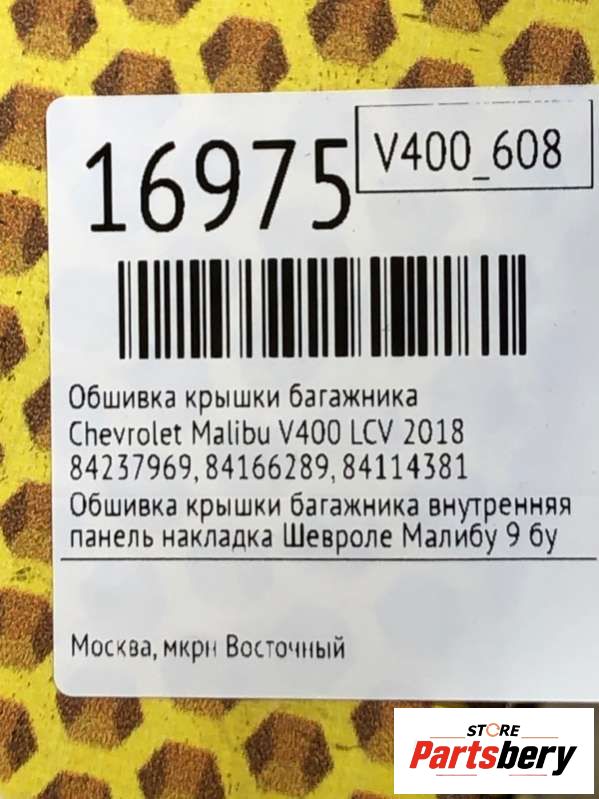 16975
V400_608
Обшивка крышки багажника
Chevrolet Malibu V400 LCV 2018
84237969, 84166289, 84114381
Обшивка крышки багажника внутренняя
панель накладка Шевроле Малибу 9 бу
Москва, мкрн Восточный
STORE
Partsbery